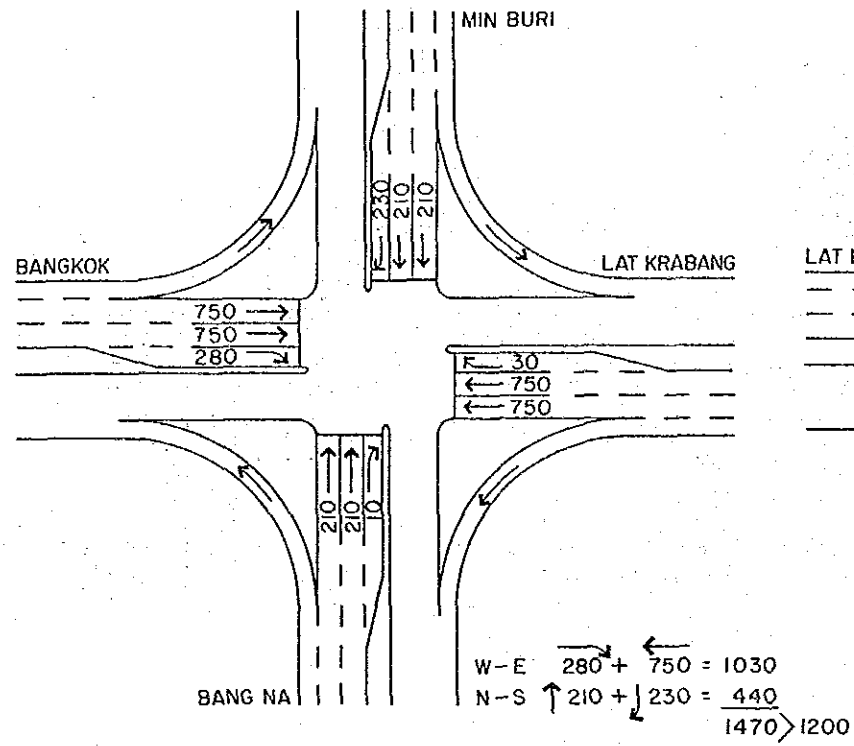 MIN BURI
230 210 210
BANGKOK
LAT KRABANG
750
750
280
30
750
750
210 210 10
BANG NA
W-E 280 + 750 = 1030
N-S 210 + 230 = 440
1470 > 1200